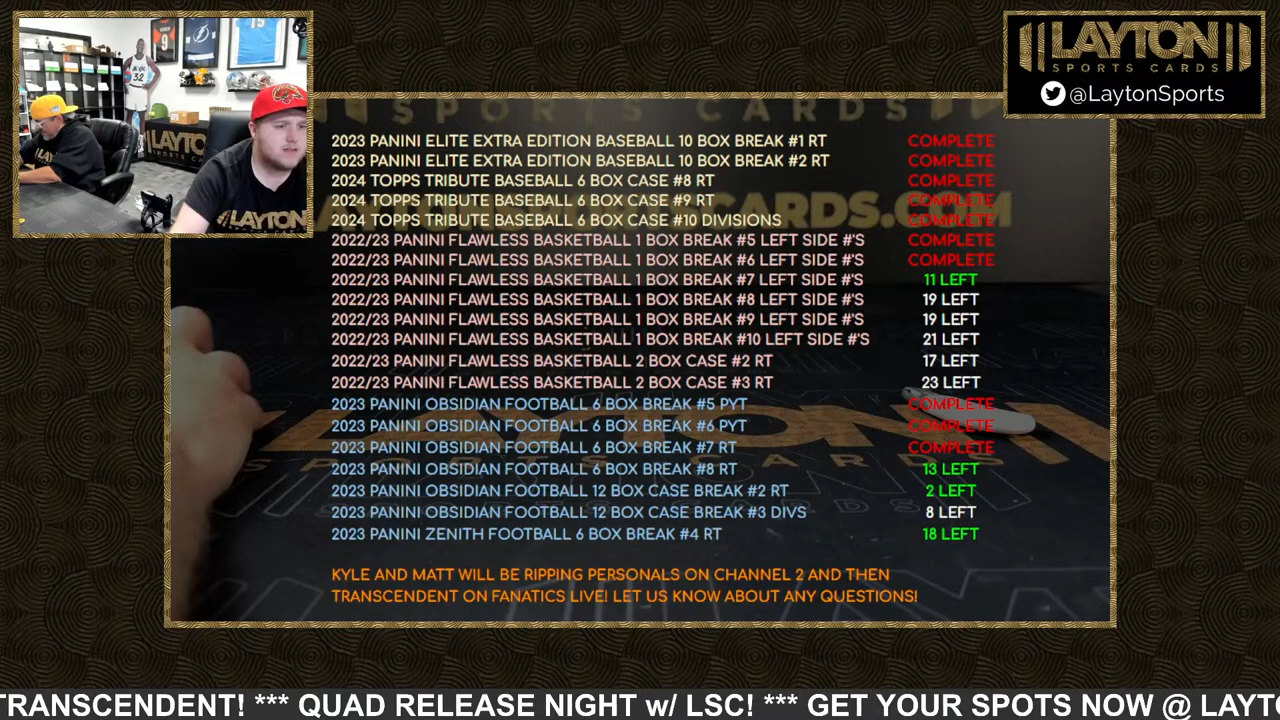 LAYTON
SPORTS CARDS
@LaytonSports
SPORTS CARDS
2023 PANINI ELITE EXTRA EDITION BASEBALL 10 BOX BREAK #1 RT COMPLETE
2023 PANINI ELITE EXTRA EDITION BASEBALL 10 BOX BREAK #2 RT COMPLETE
2024 TOPPS TRIBUTE BASEBALL 6 BOX CASE #8 RT COMPLETE
2024 TOPPS TRIBUTE BASEBALL 6 BOX CASE #9 RT COMPLETE
2024 TOPPS TRIBUTE BASEBALL 6 BOX CASE #10 DIVISIONS COMPLETE
2022/23 PANINI FLAWLESS BASKETBALL 1 BOX BREAK #5 LEFT SIDE #'S COMPLETE
2022/23 PANINI FLAWLESS BASKETBALL 1 BOX BREAK #6 LEFT SIDE #'S COMPLETE
2022/23 PANINI FLAWLESS BASKETBALL 1 BOX BREAK #7 LEFT SIDE #'S 11 LEFT
2022/23 PANINI FLAWLESS BASKETBALL 1 BOX BREAK #8 LEFT SIDE #'S 19 LEFT
2022/23 PANINI FLAWLESS BASKETBALL 1 BOX BREAK #9 LEFT SIDE #'S 19 LEFT
2022/23 PANINI FLAWLESS BASKETBALL 1 BOX BREAK #10 LEFT SIDE #'S 21 LEFT
2022/23 PANINI FLAWLESS BASKETBALL 2 BOX CASE #2 RT 17 LEFT
2022/23 PANINI FLAWLESS BASKETBALL 2 BOX CASE #3 RT 23 LEFT
2023 PANINI OBSIDIAN FOOTBALL 6 BOX BREAK #5 PYT COMPLETE
2023 PANINI OBSIDIAN FOOTBALL 6 BOX BREAK #6 PYT COMPLETE
2023 PANINI OBSIDIAN FOOTBALL 6 BOX BREAK #7 RT COMPLETE
2023 PANINI OBSIDIAN FOOTBALL 6 BOX BREAK #8 RT 13 LEFT
2023 PANINI OBSIDIAN FOOTBALL 12 BOX CASE BREAK #2 RT 2 LEFT
2023 PANINI OBSIDIAN FOOTBALL 12 BOX CASE BREAK #3 DIVS 8 LEFT
2023 PANINI ZENITH FOOTBALL 6 BOX BREAK #4 RT 18 LEFT
KYLE AND MATT WILL BE RIPPING PERSONALS ON CHANNEL 2 AND THEN
TRANSCENDENT ON FANATICS LIVE! LET US KNOW ABOUT ANY QUESTIONS!
TRANSCENDENT! *** QUAD RELEASE NIGHT w/ LSC! *** GET YOUR SPOTS NOW @ LAYTO